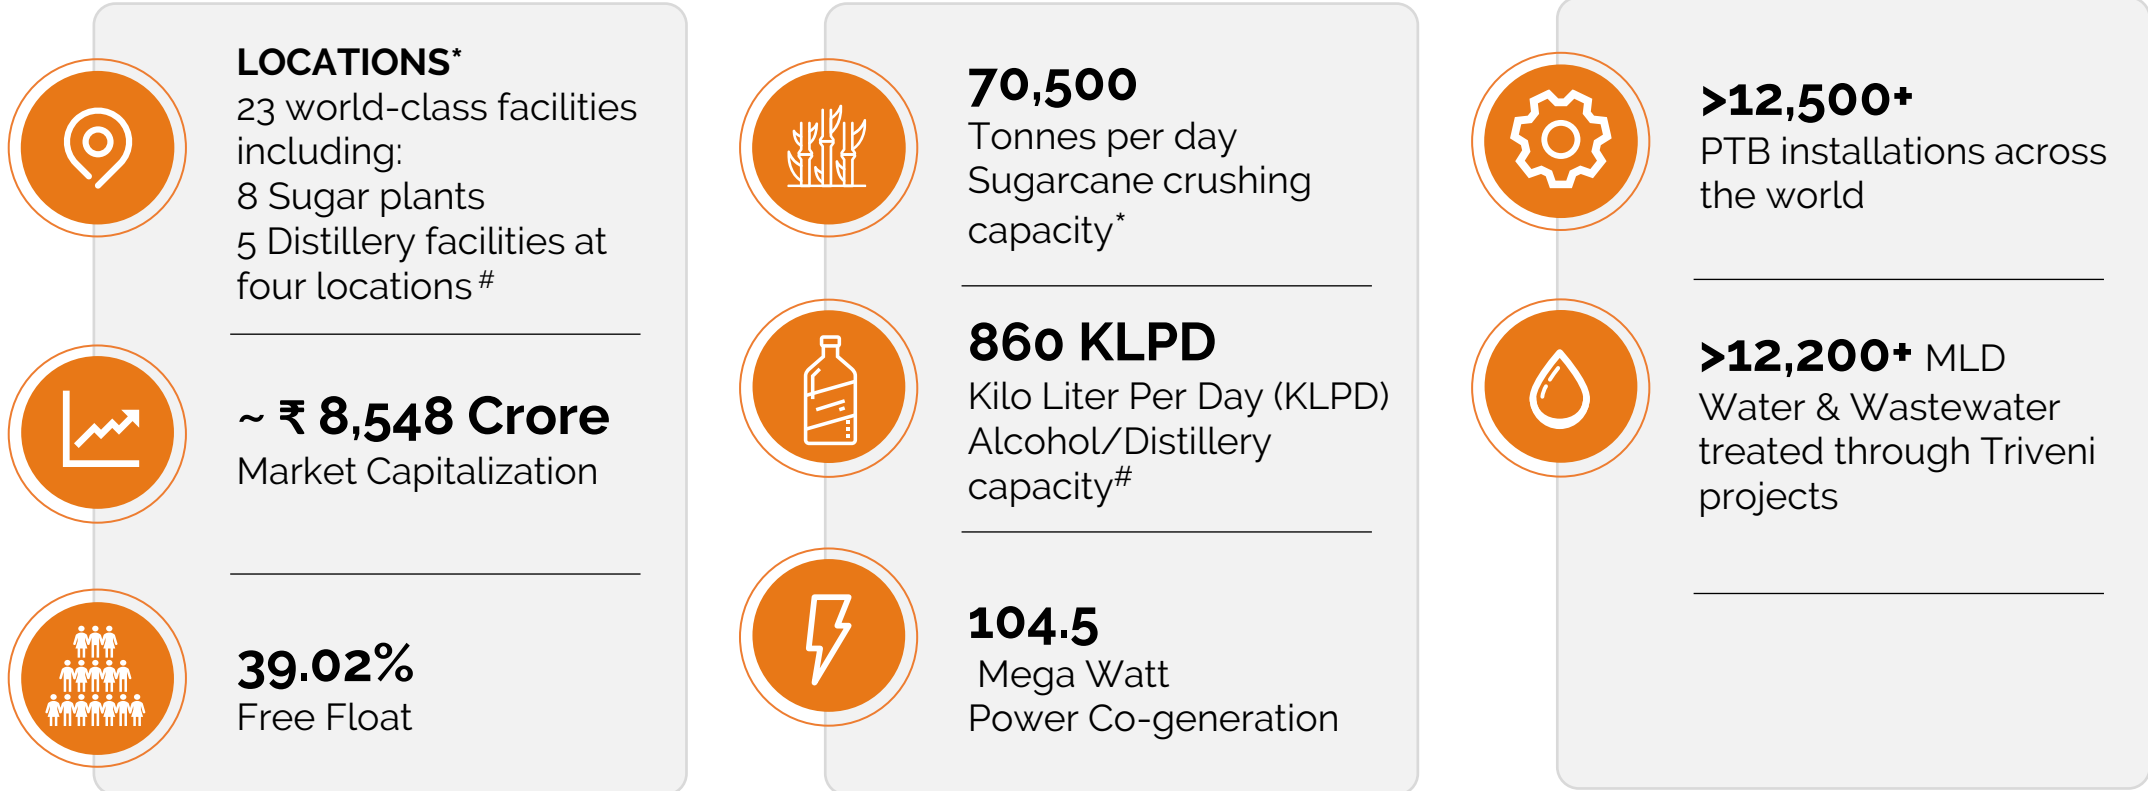 LOCATIONS*
23 world-class facilities
including:
8 Sugar plants
5 Distillery facilities at
four locations #
~ ₹ 8,548 Crore
Market Capitalization
39.02%
Free Float
70,500
Tonnes per day
Sugarcane crushing
capacity*
860 KLPD
Kilo Liter Per Day (KLPD)
Alcohol/Distillery
capacity#
104.5
Mega Watt
Power Co-generation
>12,500+
PTB installations across
the world
>12,200+ MLD
Water & Wastewater
treated through Triveni
projects